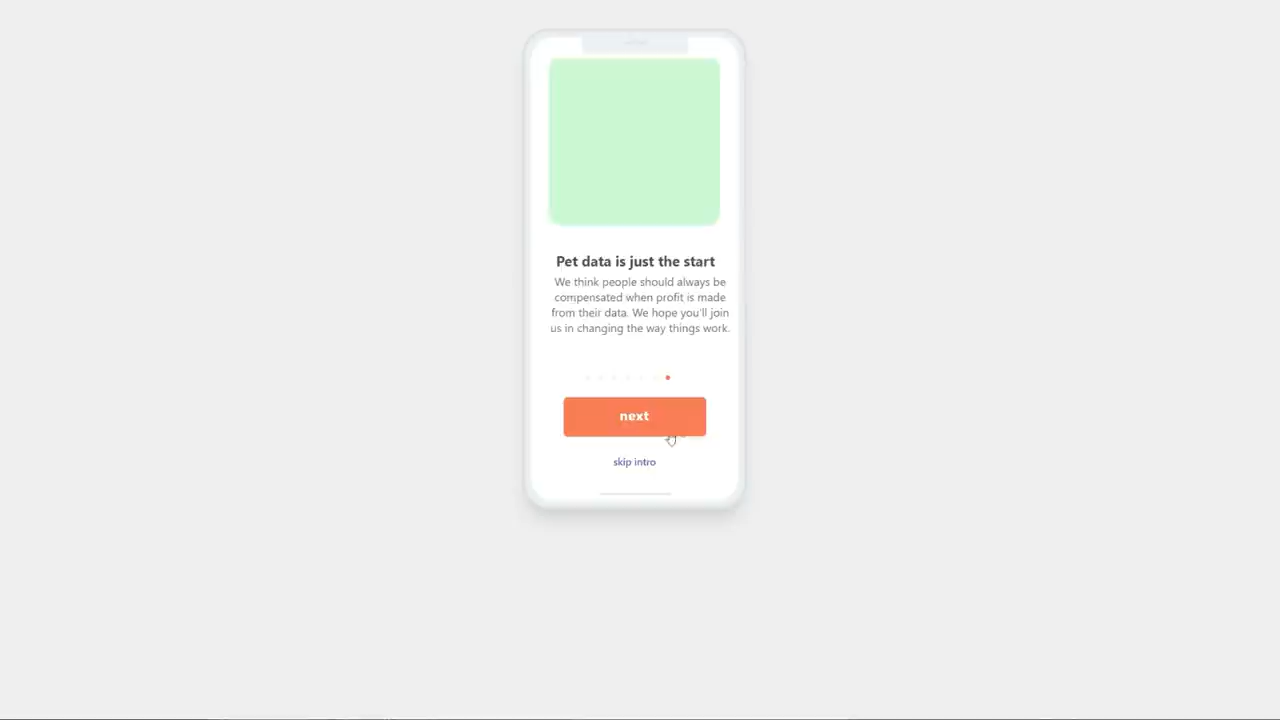 Pet data is just the start
We think people should always be
compensated when profit is made
from their data. We hope you'll join
us in changing the way things work.
next
skip intro